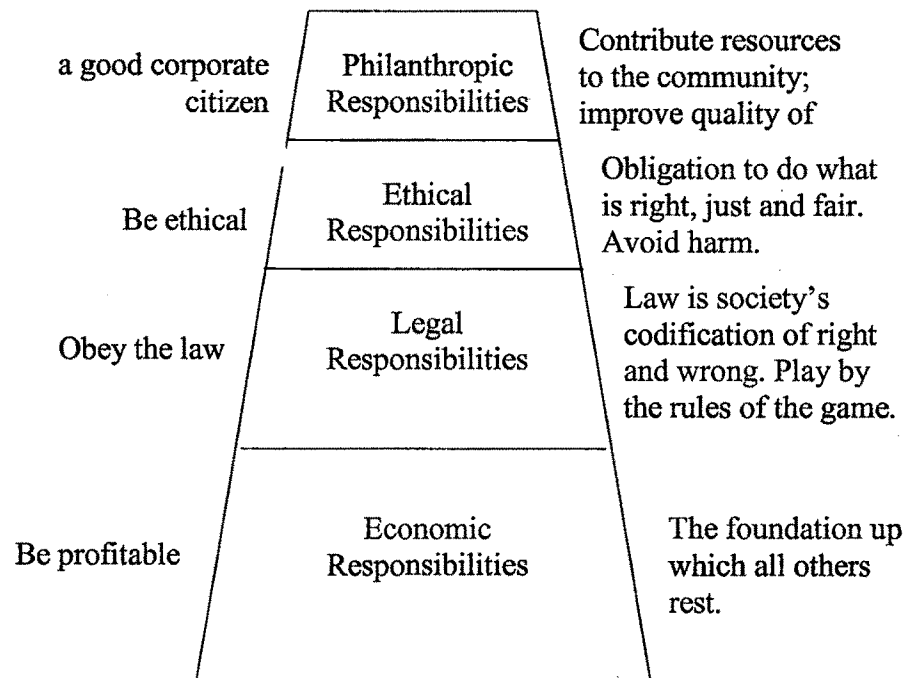 a good corporate
citizen
Philanthropic
Responsibilities
Contribute resources
to the community;
improve quality of
Be ethical
Ethical
Responsibilities
Obligation to do what
is right, just and fair.
Avoid harm.
Obey the law
Legal
Responsibilities
Law is society's
codification of right
and wrong. Play by
the rules of the game.
Be profitable
Economic
Responsibilities
The foundation up
which all others
rest.